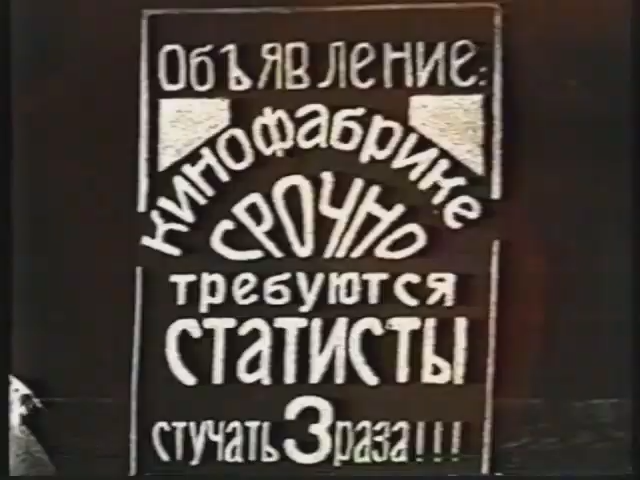 Объявление:
кинофабрике
срочно
требуются
статисты
стучать 3 раза!!!